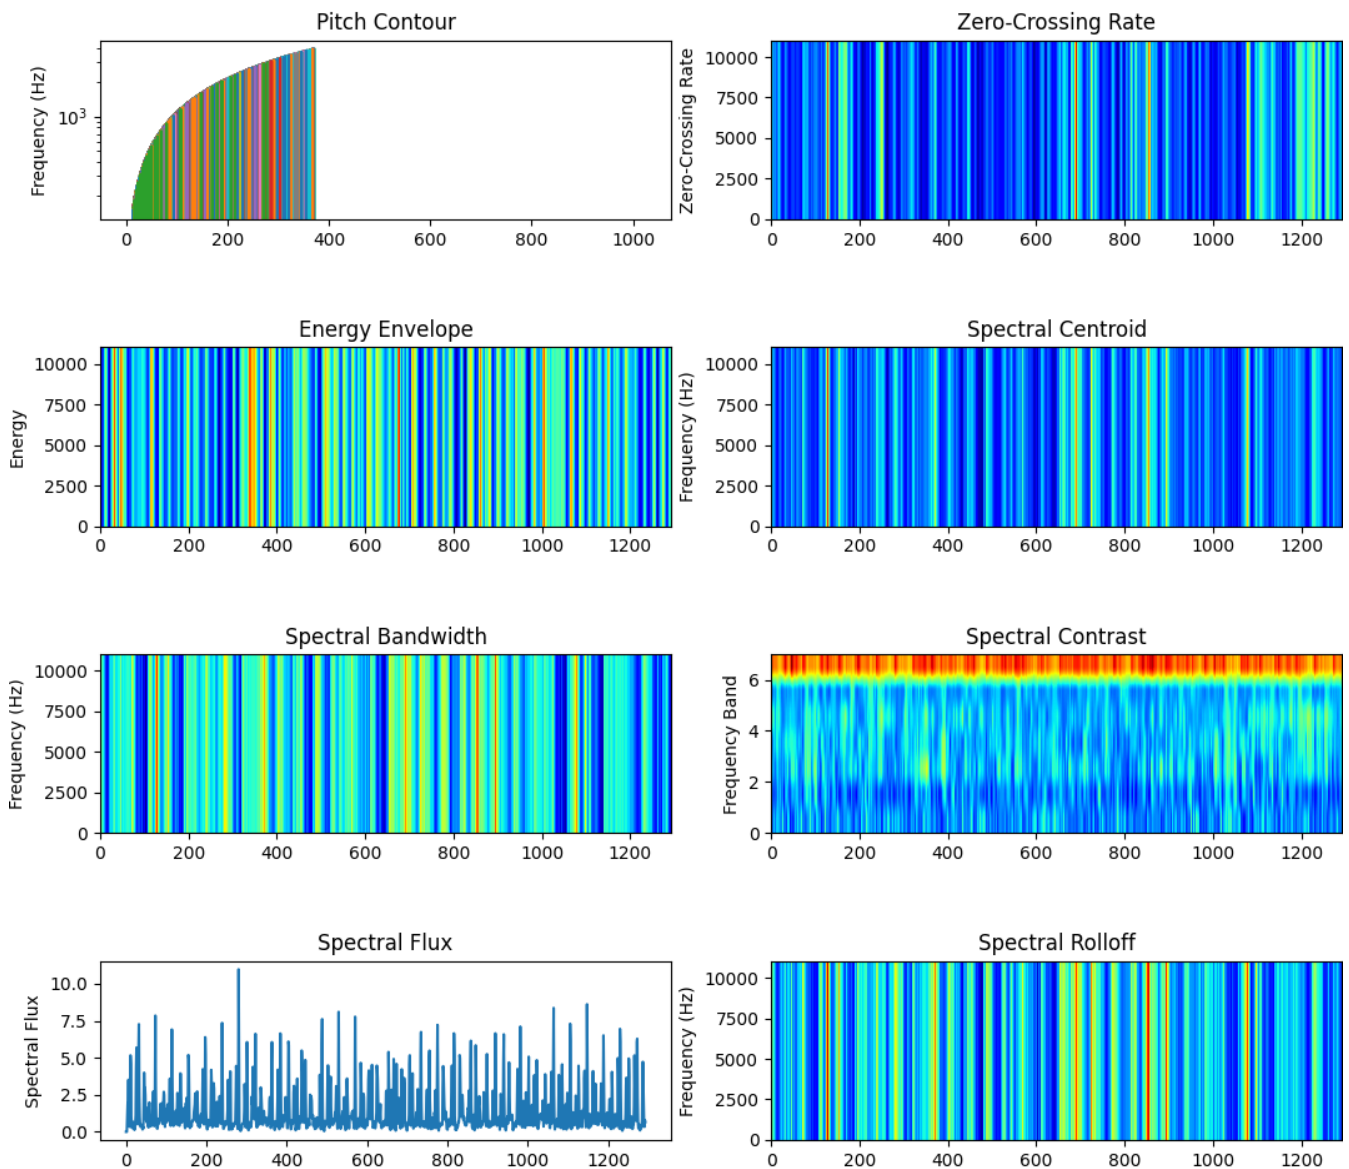 Pitch Contour
Frequency (Hz)
10³
0 200 400 600 800 1000
Zero-Crossing Rate
Zero-Crossing Rate
10000
7500
5000
2500
0
0 200 400 600 800 1000 1200
Energy Envelope
Energy
10000
7500
5000
2500
0
0 200 400 600 800 1000 1200
Spectral Centroid
Frequency (Hz)
10000
7500
5000
2500
0
0 200 400 600 800 1000 1200
Spectral Bandwidth
Frequency (Hz)
10000
7500
5000
2500
0
0 200 400 600 800 1000 1200
Spectral Contrast
Frequency Band
6
4
2
0
0 200 400 600 800 1000 1200
Spectral Flux
Spectral Flux
10.0
7.5
5.0
2.5
0.0
0 200 400 600 800 1000 1200
Spectral Rolloff
Frequency (Hz)
10000
7500
5000
2500
0
0 200 400 600 800 1000 1200